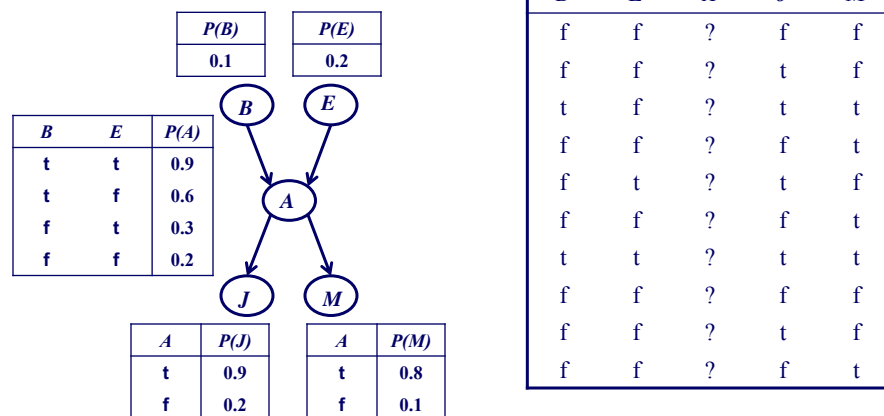 P(B)
0.1
P(E)
0.2
B
E
B E P(A)
t t 0.9
t f 0.6
f t 0.3
f f 0.2
A
J
M
A P(J)
t 0.9
f 0.2
A P(M)
t 0.8
f 0.1
f f ? f f
f f ? t f
t f ? t t
f f ? f t
f t ? t f
f f ? f t
t t ? t t
f f ? f f
f f ? t f
f f ? f t